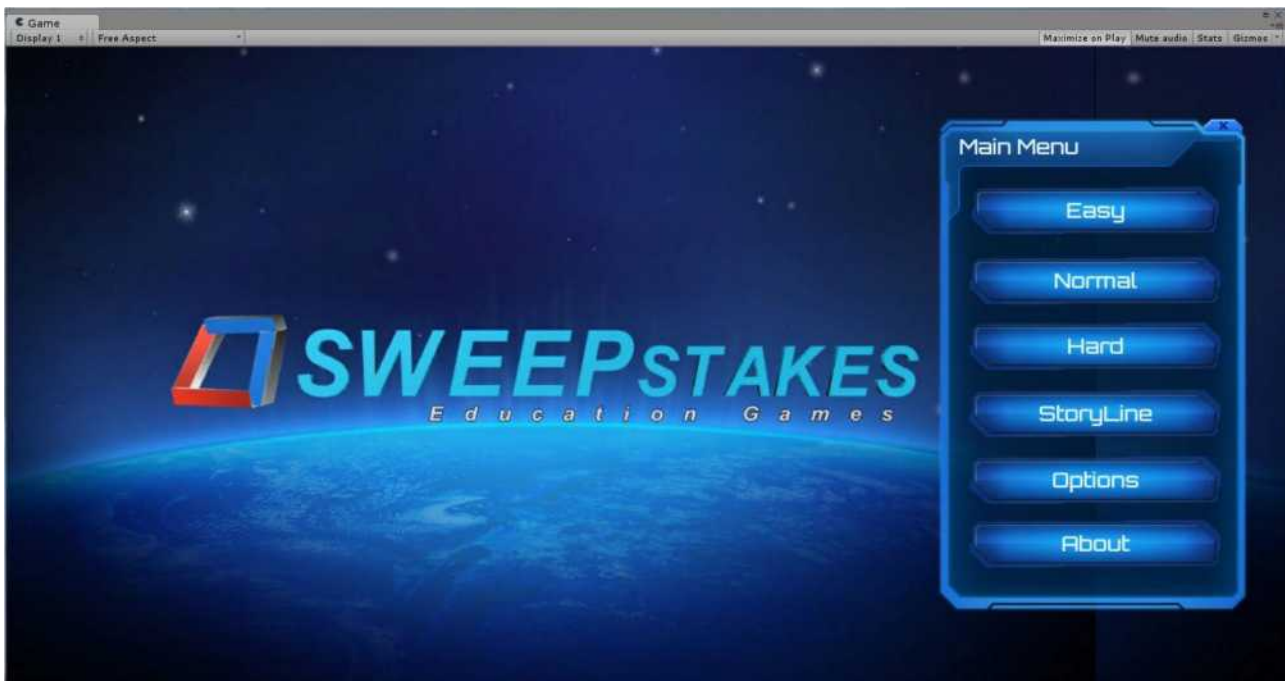 Game
Display 1 Free Aspect Maximize on Play Mute audio Stats Gizmos
Main Menu
Easy
Normal
Hard
StoryLine
Options
About
SWEEPSTAKES
Education Games